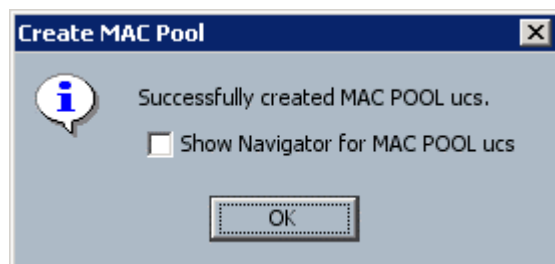 Create MAC Pool
Successfully created MAC POOL ucs.
Show Navigator for MAC POOL ucs
OK